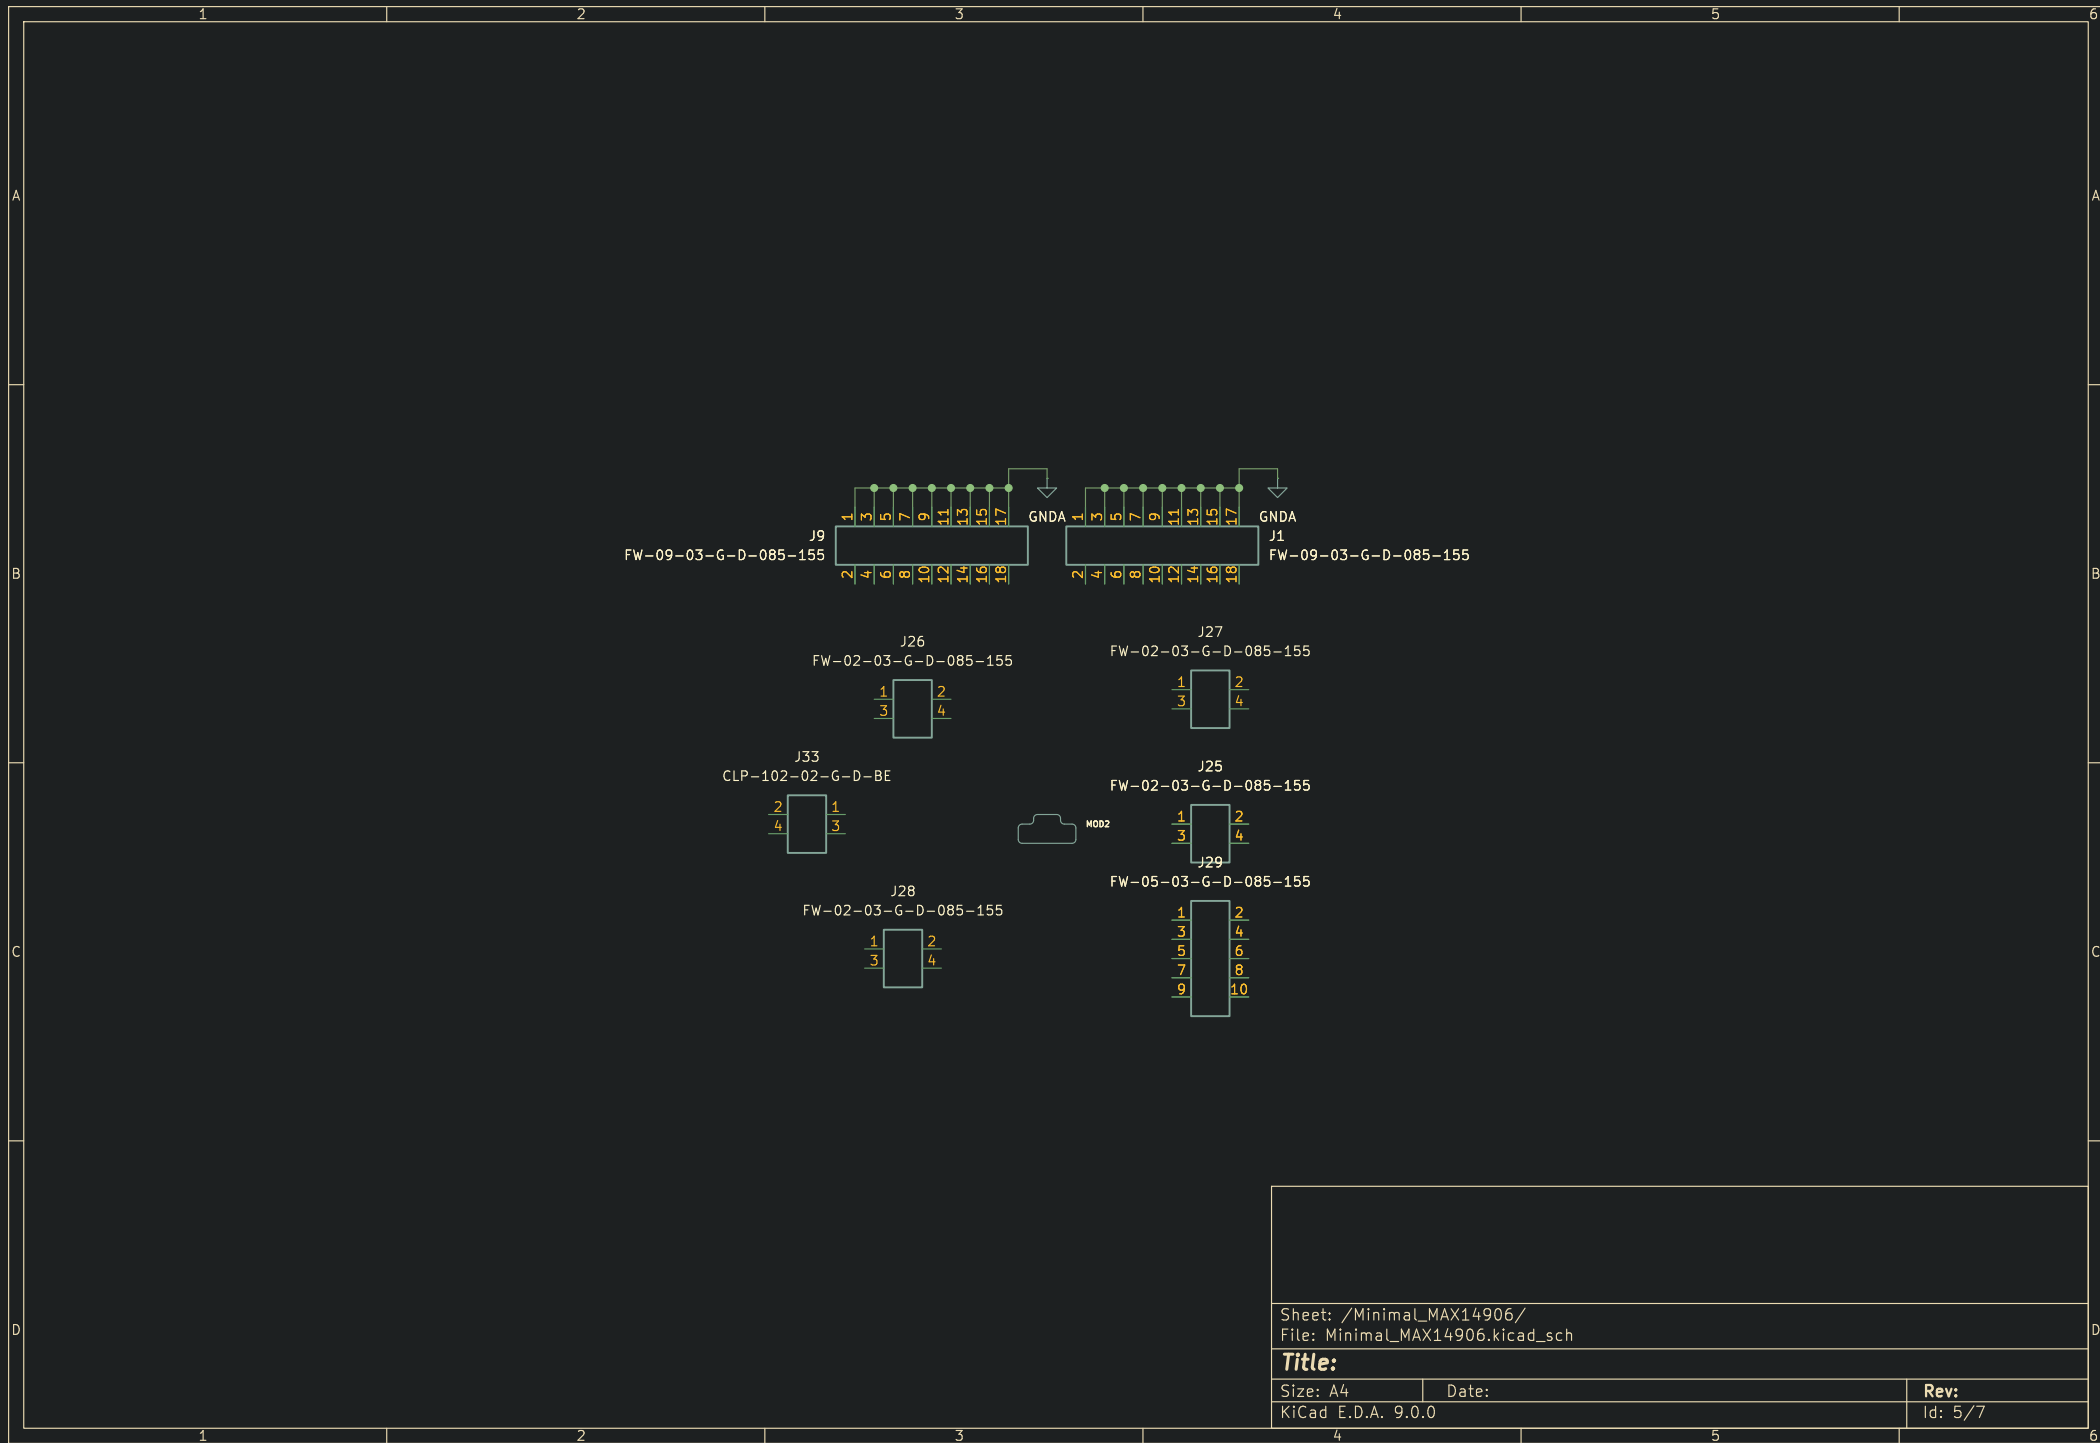 1 2 3 4 5 6
A A
GNDA GNDA
1 3 5 7 9 11 13 15 17
1 3 5 7 9 11 13 15 17
J9
FW-09-03-G-D-085-155
J1
FW-09-03-G-D-085-155
2 4 6 8 10 12 14 16 18
2 4 6 8 10 12 14 16 18
B B
J26
FW-02-03-G-D-085-155
1 2
3 4
J27
FW-02-03-G-D-085-155
1 2
3 4
J33
CLP-102-02-G-D-BE
2 1
4 3
MOD2
J25
FW-02-03-G-D-085-155
1 2
3 4
J29
FW-05-03-G-D-085-155
1 2
3 4
5 6
7 8
9 10
J28
FW-02-03-G-D-085-155
1 2
3 4
C C
Sheet: /Minimal_MAX14906/
File: Minimal_MAX14906.kicad_sch
D D
Title:
Size: A4 Date: Rev:
KiCad E.D.A. 9.0.0 Id: 5/7
1 2 3 4 5 6